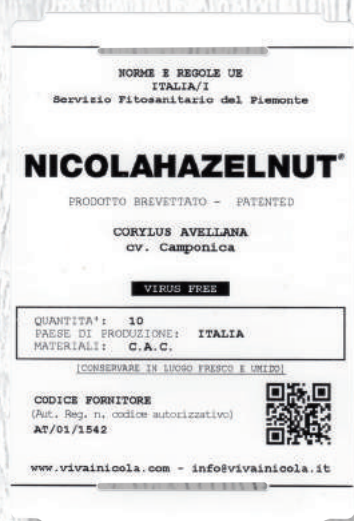 NORME E REGOLE UE
ITALIA/I
Servizio Fitosanitario del Piemonte
NICOLAHAZELNUT®
PRODOTTO BREVETTATO - PATENTED
CORYLUS AVELLANA
cv. Camponica
VIRUS FREE
QUANTITA': 10
PAESE DI PRODUZIONE: ITALIA
MATERIALI: C.A.C.
[CONSERVARE IN LUOGO FRESCO E UMIDO]
CODICE FORNITORE
(Aut. Reg. n. codice autorizzativo)
AT/01/1542
www.vivainicola.com - info@vivainicola.it